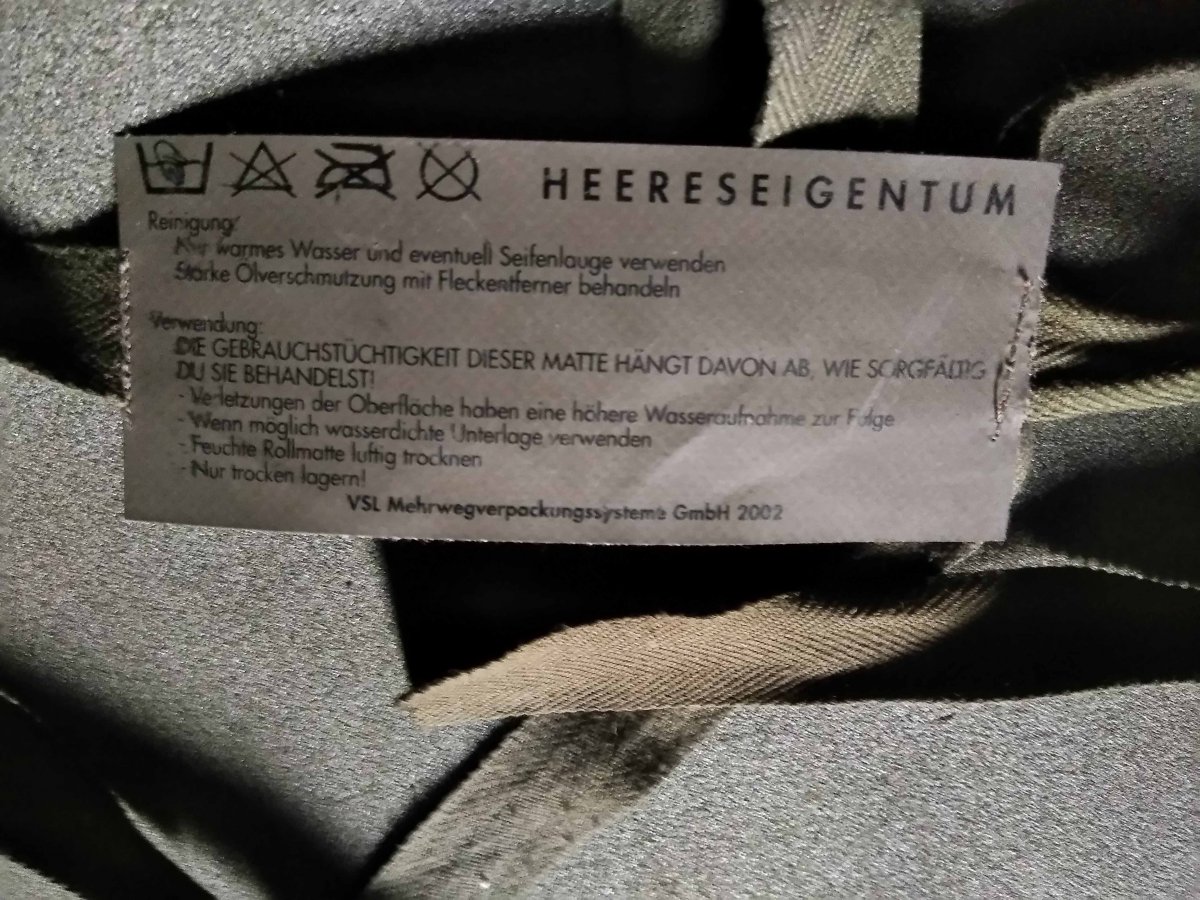 HEERESEIGENTUM
Reinigung:
Nur warmes Wasser und eventuell Seifenlauge verwenden
Starke Ölverschmutzung mit Fleckentferner behandeln
Verwendung:
DIE GEBRAUCHSTÜCHTIGKEIT DIESER MATTE HÄNGT DAVON AB, WIE SORGFÄLTIG
DU SIE BEHANDELST!
- Verletzungen der Oberfläche haben eine höhere Wasseraufnahme zur Folge
- Wenn möglich wasserdichte Unterlage verwenden
- Feuchte Rollmatte luftig trocknen
- Nur trocken lagern!
VSL Mehrwegverpackungssysteme GmbH 2002